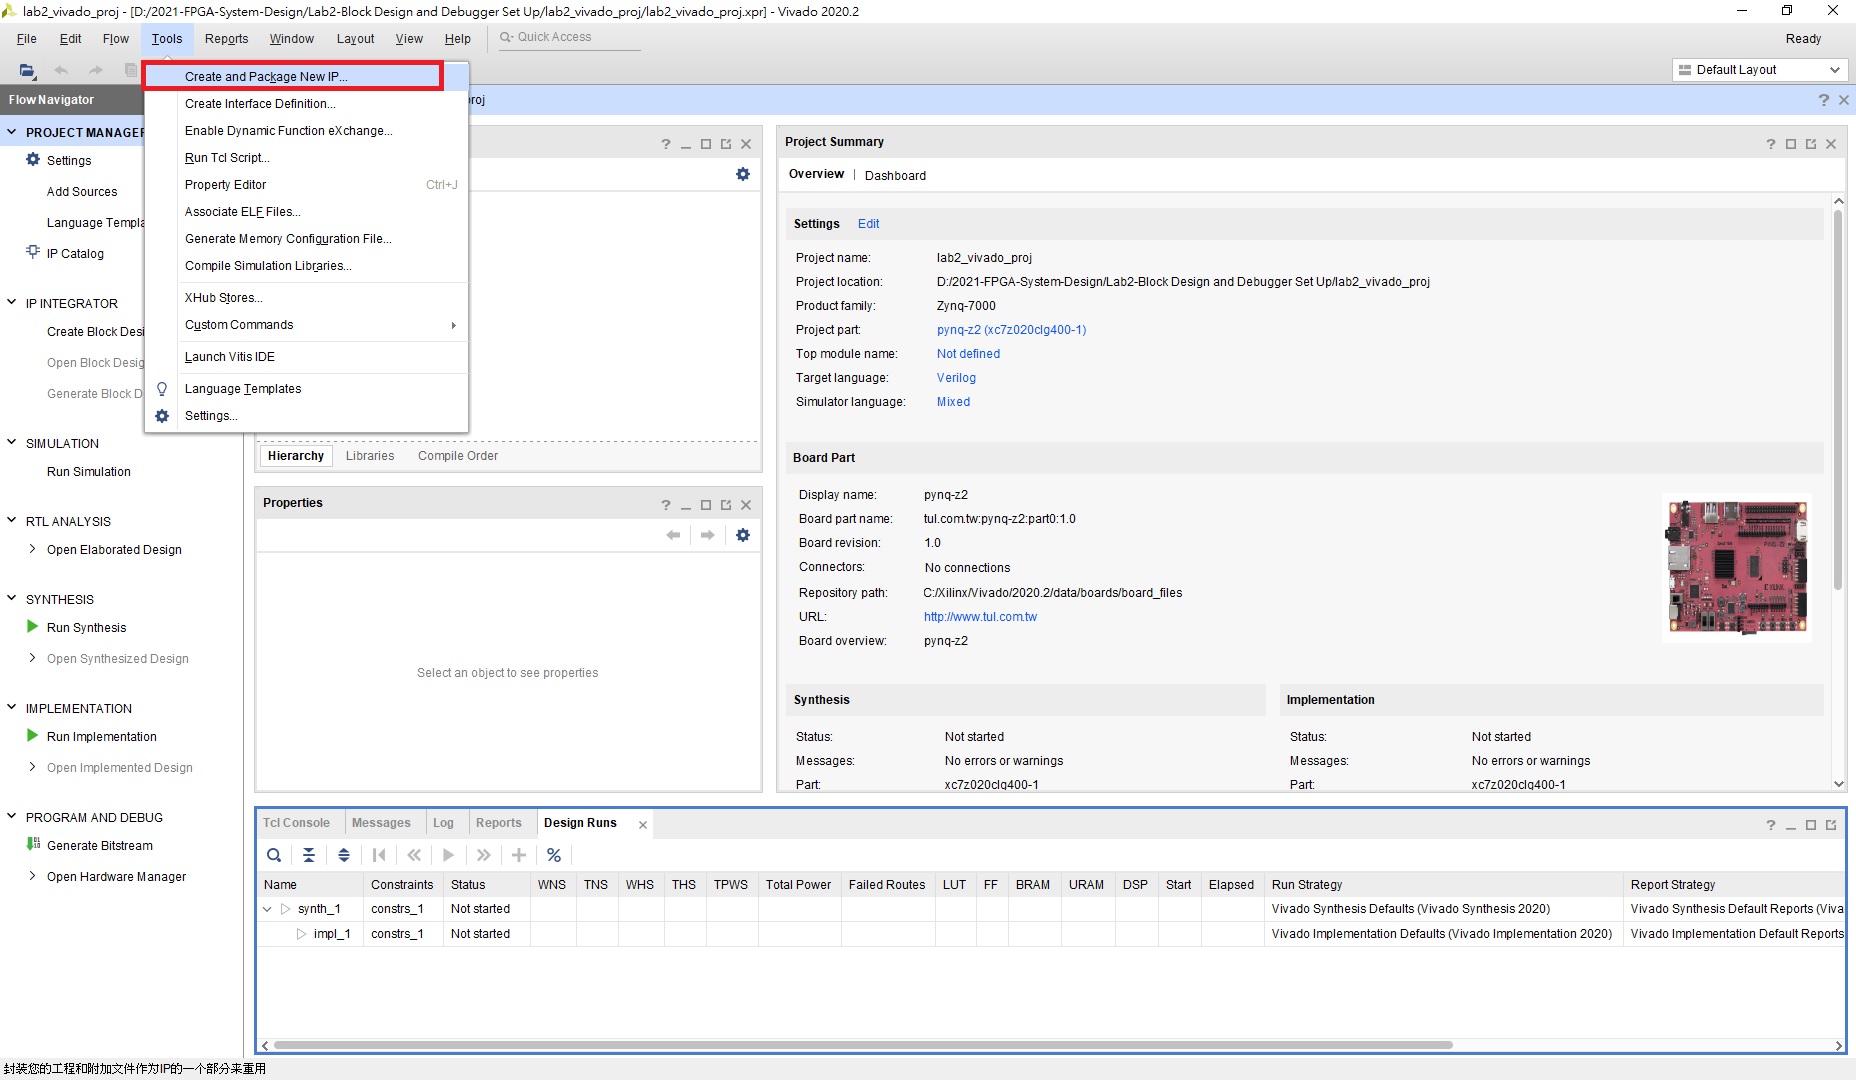 lab2_vivado_proj - [D:/2021-FPGA-System-Design/Lab2-Block Design and Debugger Set Up/lab2_vivado_proj/lab2_vivado_proj.xpr] - Vivado 2020.2
File Edit Flow Tools Reports Window Layout View Help Quick Access Ready
Default Layout
Create and Package New IP...
Create Interface Definition...
Enable Dynamic Function eXchange...
Run Tcl Script...
Property Editor Ctrl+J
Associate ELF Files...
Generate Memory Configuration File...
Compile Simulation Libraries...
XHub Stores...
Custom Commands
Launch Vitis IDE
Language Templates
Settings...
Flow Navigator
PROJECT MANAGER
Settings
Add Sources
Language Templa
IP Catalog
IP INTEGRATOR
Create Block Desi
Open Block Desig
Generate Block D
SIMULATION
Run Simulation
RTL ANALYSIS
Open Elaborated Design
SYNTHESIS
Run Synthesis
Open Synthesized Design
IMPLEMENTATION
Run Implementation
Open Implemented Design
PROGRAM AND DEBUG
Generate Bitstream
Open Hardware Manager
roj
Hierarchy Libraries Compile Order
Properties
Select an object to see properties
Project Summary
Overview | Dashboard
Settings Edit
Project name: lab2_vivado_proj
Project location: D:/2021-FPGA-System-Design/Lab2-Block Design and Debugger Set Up/lab2_vivado_proj
Product family: Zynq-7000
Project part: pynq-z2 (xc7z020clg400-1)
Top module name: Not defined
Target language: Verilog
Simulator language: Mixed
Board Part
Display name: pynq-z2
Board part name: tul.com.tw:pynq-z2:part0:1.0
Board revision: 1.0
Connectors: No connections
Repository path: C:/Xilinx/Vivado/2020.2/data/boards/board_files
URL: http://www.tul.com.tw
Board overview: pynq-z2
Synthesis
Status: Not started
Messages: No errors or warnings
Part: xc7z020clg400-1
Implementation
Status: Not started
Messages: No errors or warnings
Part: xc7z020clg400-1
Tcl Console Messages Log Reports Design Runs
Name Constraints Status WNS TNS WHS THS TPWS Total Power Failed Routes LUT FF BRAM URAM DSP Start Elapsed Run Strategy Report Strategy
synth_1 constrs_1 Not started Vivado Synthesis Defaults (Vivado Synthesis 2020) Vivado Synthesis Default Reports (Viva
impl_1 constrs_1 Not started Vivado Implementation Defaults (Vivado Implementation 2020) Vivado Implementation Default Reports
封装您的工程和附加文件作为IP的一个部分来重用